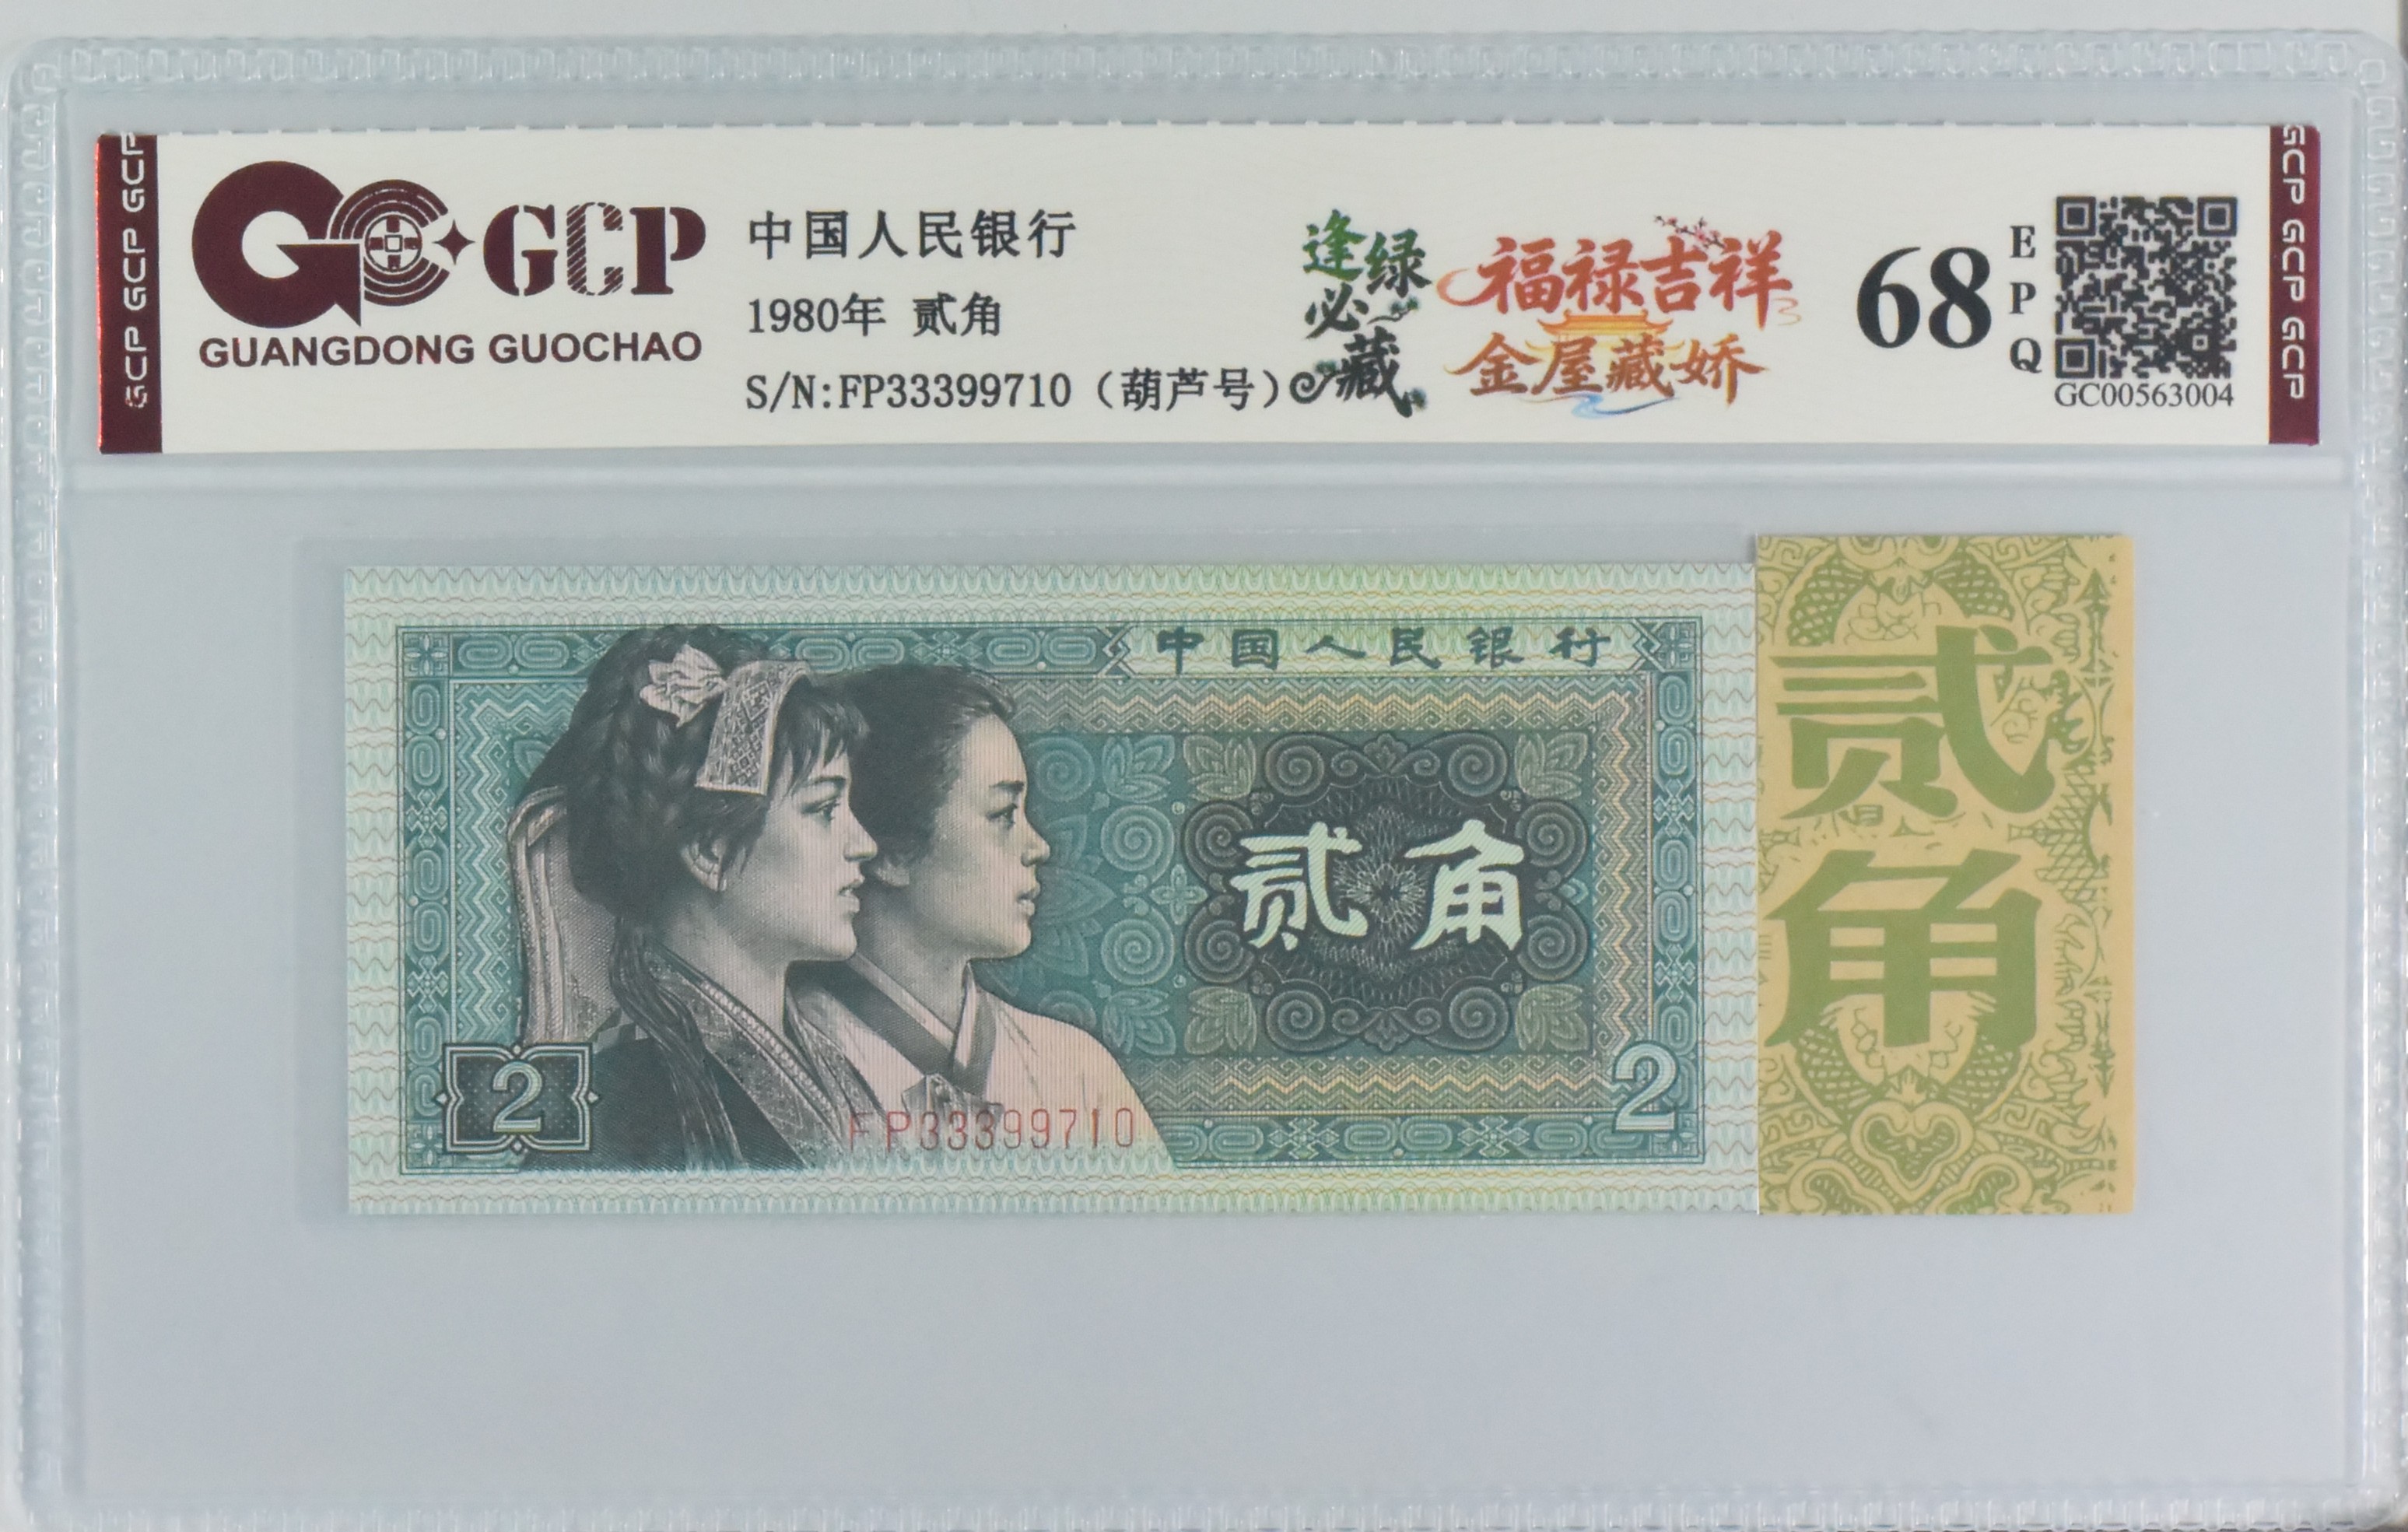 GCP GCP GCP
GCP
GUANGDONG GUOCHAO
中国人民银行
1980年 贰角
S/N:FP33399710（葫芦号）
逢绿必藏
福禄吉祥
金屋藏娇
68
EPQ
GC00563004
GCP GCP GCP
中国人民银行
贰角
2
2
FP33399710
贰角